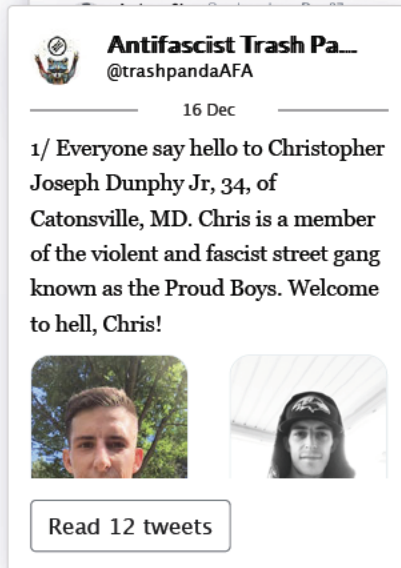 Antifascist Trash Pa....
@trashpandaAFA
16 Dec
1/ Everyone say hello to Christopher
Joseph Dunphy Jr, 34, of
Catonsville, MD. Chris is a member
of the violent and fascist street gang
known as the Proud Boys. Welcome
to hell, Chris!
Read 12 tweets